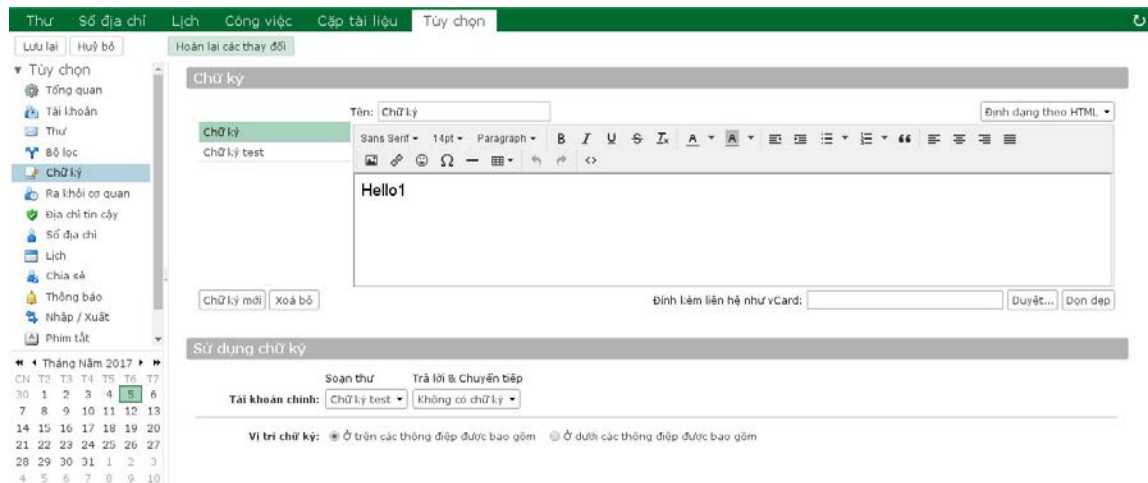 Thư Sổ địa chỉ Lịch Công việc Cặp tài liệu Tùy chọn
Lưu lại Huỷ bỏ Hoàn lại các thay đổi
Tùy chọn
Tổng quan
Tài khoản
Thư
Bộ lọc
Chữ ký
Ra khỏi cơ quan
Địa chỉ tin cậy
Sổ địa chỉ
Lịch
Chia sẻ
Thông báo
Nhập / Xuất
Phím tắt
Tháng Năm 2017
CN T2 T3 T4 T5 T6 T7
30 1 2 3 4 5 6
7 8 9 10 11 12 13
14 15 16 17 18 19 20
21 22 23 24 25 26 27
28 29 30 31 1 2 3
4 5 6 7 8 9 10
Chữ ký
Tên: Chữ ký Định dạng theo HTML
Chữ ký
Chữ ký test
Sans Serif 14pt Paragraph B I U S Tx A A
Hello1
Chữ ký mới Xoá bỏ Đính kèm liên hệ như vCard: Duyệt... Dọn dẹp
Sử dụng chữ ký
Soạn thư Trả lời & Chuyển tiếp
Tài khoản chính: Chữ ký test Không có chữ ký
Vị trí chữ ký: Ở trên các thông điệp được bao gồm Ở dưới các thông điệp được bao gồm